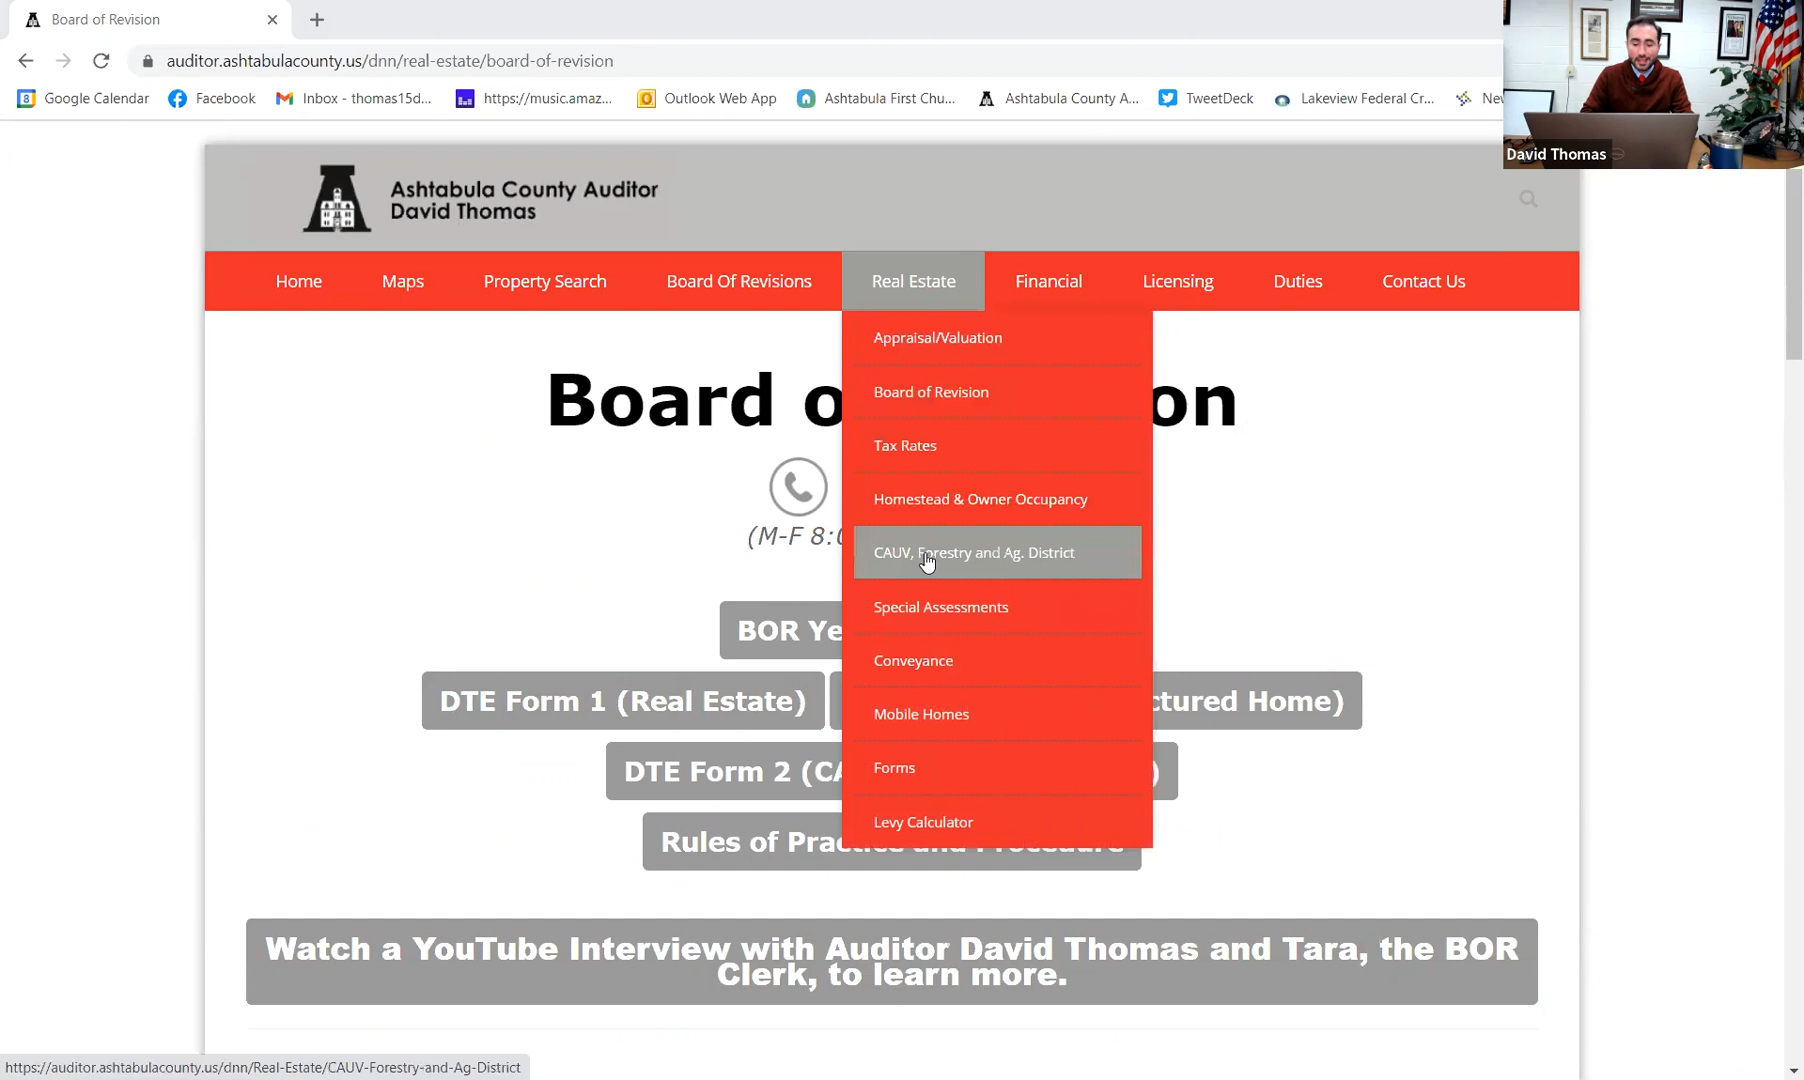 Board of Revision
auditor.ashtabulacounty.us/dnn/real-estate/board-of-revision
Google Calendar
Facebook
Inbox - thomas15d...
https://music.amaz...
Outlook Web App
Ashtabula First Chu...
Ashtabula County A...
TweetDeck
Lakeview Federal Cr...
David Thomas
Ashtabula County Auditor
David Thomas
Home Maps Property Search Board Of Revisions Real Estate Financial Licensing Duties Contact Us
Appraisal/Valuation
Board of Revision
Tax Rates
Homestead & Owner Occupancy
CAUV, Forestry and Ag. District
Special Assessments
Conveyance
Mobile Homes
Forms
Levy Calculator
Board o on
(M-F 8:0
BOR Ye
DTE Form 1 (Real Estate) ctured Home)
DTE Form 2 (CA )
Rules of Practice and Procedure
Watch a YouTube Interview with Auditor David Thomas and Tara, the BOR
Clerk, to learn more.
https://auditor.ashtabulacounty.us/dnn/Real-Estate/CAUV-Forestry-and-Ag-District